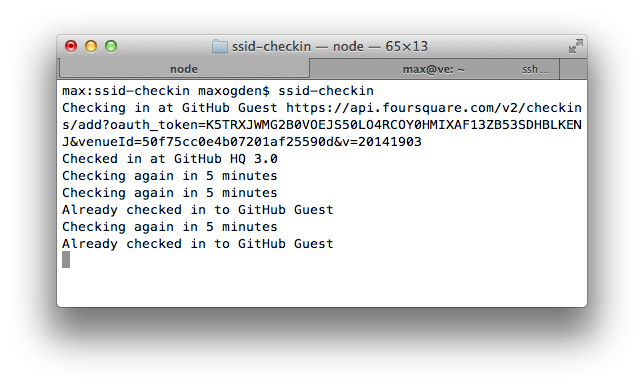 ssid-checkin — node — 65×13
node max@ve: ~ ssh ...
max:ssid-checkin maxogden$ ssid-checkin
Checking in at GitHub Guest https://api.foursquare.com/v2/checkin
s/add?oauth_token=K5TRXJWMG2B0VOEJS50LO4RCOY0HMIXAF13ZB53SDHBLKEN
J&venueId=50f75cc0e4b07201af25590d&v=20141903
Checked in at GitHub HQ 3.0
Checking again in 5 minutes
Checking again in 5 minutes
Already checked in to GitHub Guest
Checking again in 5 minutes
Already checked in to GitHub Guest